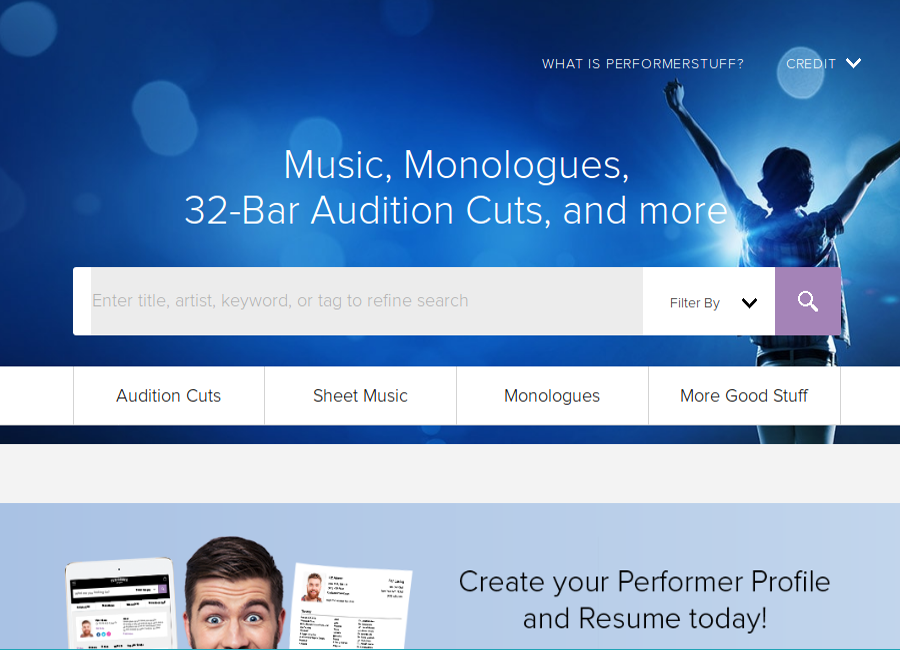 WHAT IS PERFORMERSTUFF?
CREDIT
Music, Monologues,
32-Bar Audition Cuts, and more
Enter title, artist, keyword, or tag to refine search
Filter By
Audition Cuts
Sheet Music
Monologues
More Good Stuff
Create your Performer Profile
and Resume today!